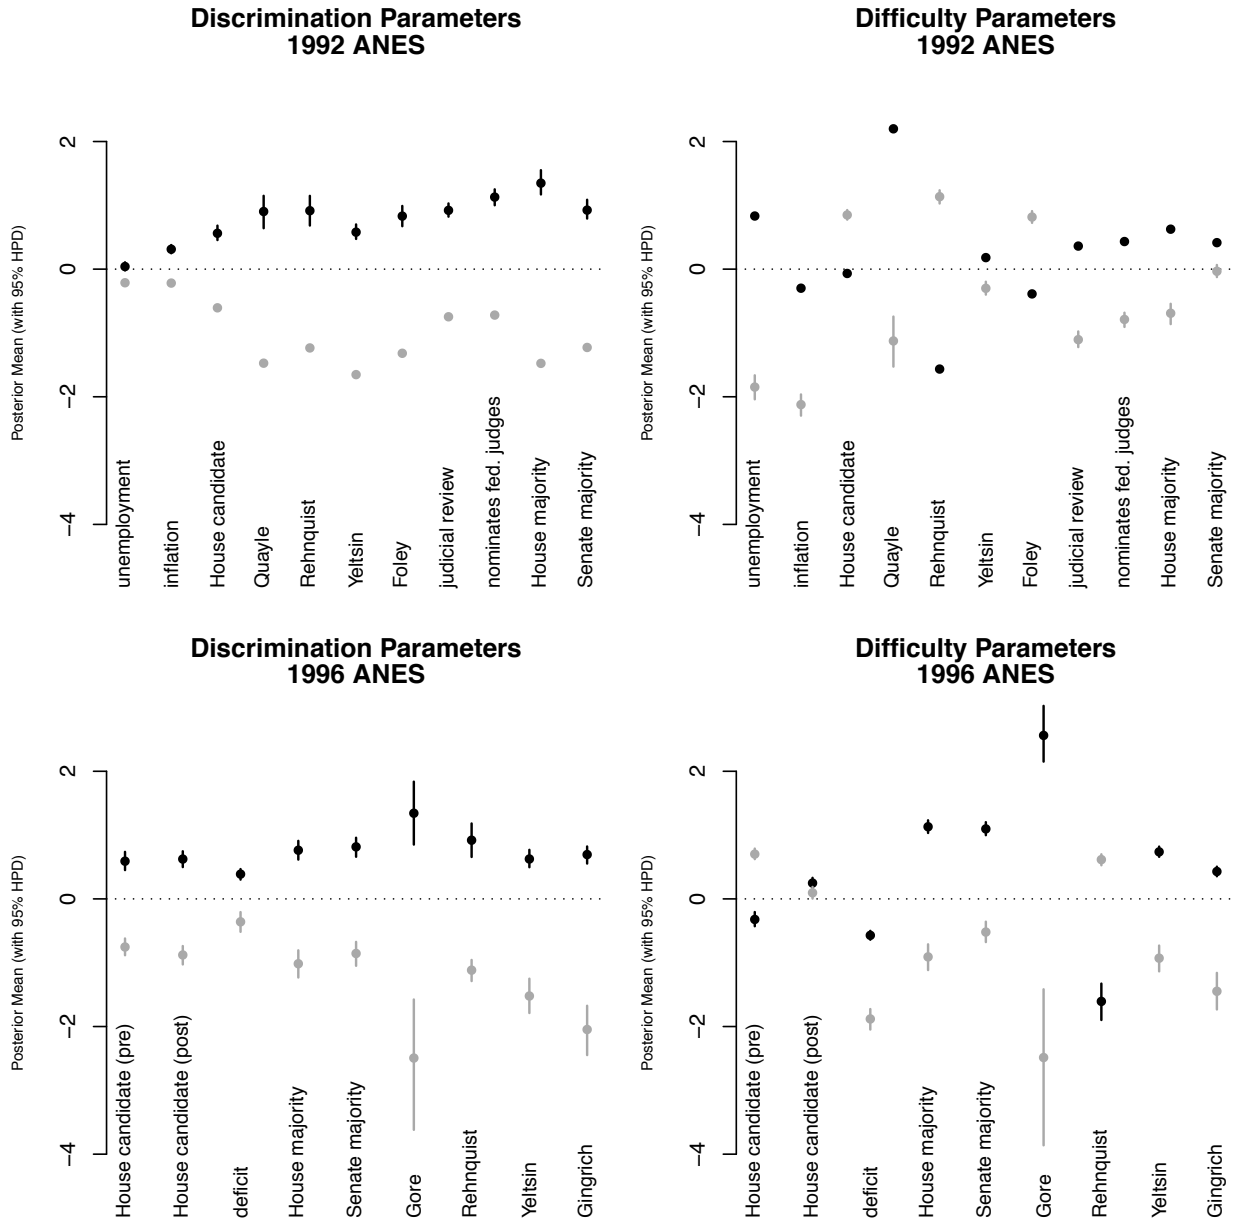 Discrimination Parameters
1992 ANES
Posterior Mean (with 95% HPD)
2
0
−2
−4
unemployment
inflation
House candidate
Quayle
Rehnquist
Yeltsin
Foley
judicial review
nominates fed. judges
House majority
Senate majority
Difficulty Parameters
1992 ANES
Posterior Mean (with 95% HPD)
2
0
−2
−4
unemployment
inflation
House candidate
Quayle
Rehnquist
Yeltsin
Foley
judicial review
nominates fed. judges
House majority
Senate majority
Discrimination Parameters
1996 ANES
Posterior Mean (with 95% HPD)
2
0
−2
−4
House candidate (pre)
House candidate (post)
deficit
House majority
Senate majority
Gore
Rehnquist
Yeltsin
Gingrich
Difficulty Parameters
1996 ANES
Posterior Mean (with 95% HPD)
2
0
−2
−4
House candidate (pre)
House candidate (post)
deficit
House majority
Senate majority
Gore
Rehnquist
Yeltsin
Gingrich